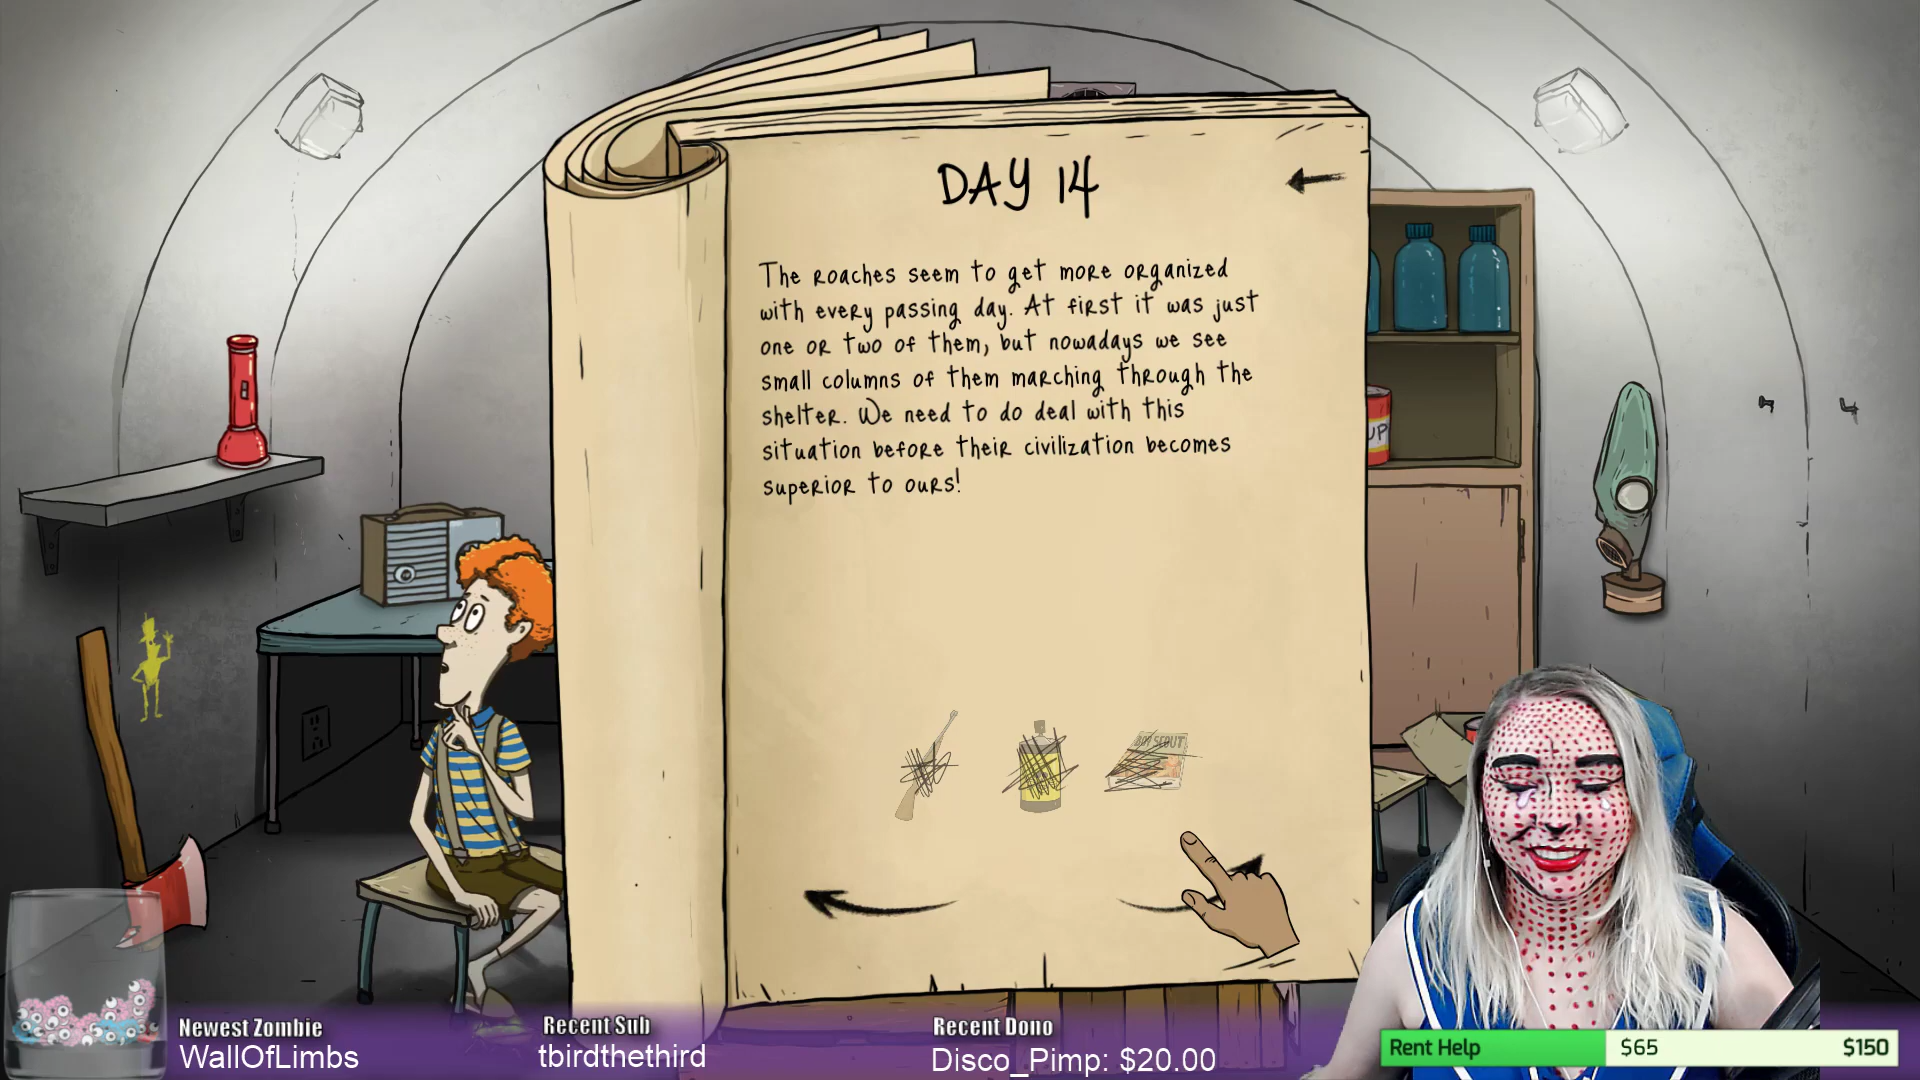 DAY 14
The roaches seem to get more organized
with every passing day. At first it was just
one or two of them, but nowadays we see
small columns of them marching through the
shelter. We need to do deal with this
situation before their civilization becomes
superior to ours!
UP
SCOUT
Newest Zombie
WallOfLimbs
Recent Sub
tbirdthethird
Recent Dono
Disco_Pimp: $20.00
Rent Help
$65
$150